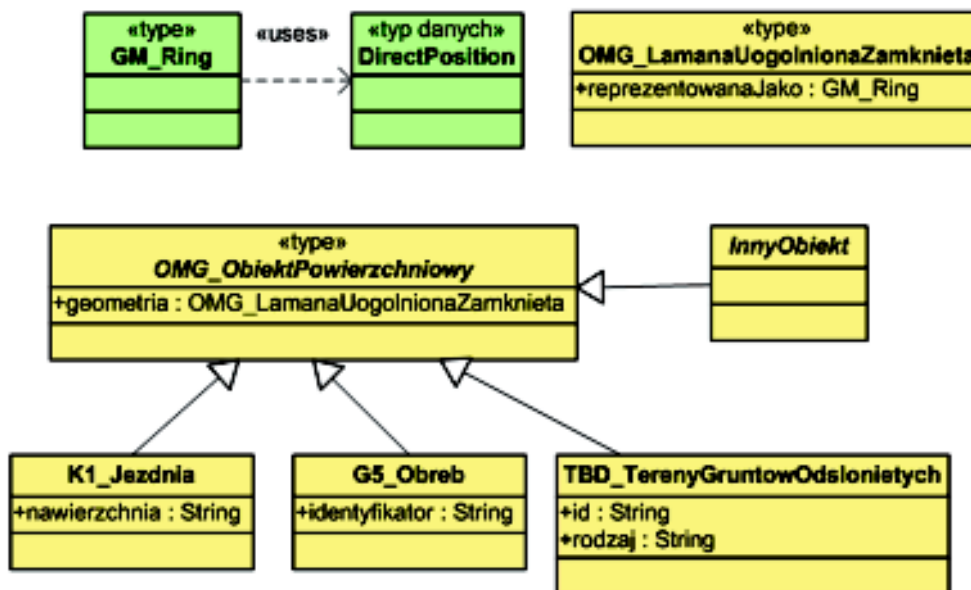 «type»
GM_Ring
«uses»
«typ danych»
DirectPosition
«type»
OMG_LamanaUogolnionaZamknieta
+reprezentowanaJako : GM_Ring
«type»
OMG_ObiektPowierzchniowy
+geometria : OMG_LamanaUogolnionaZamknieta
InnyObiekt
K1_Jezdnia
+nawierzchnia : String
G5_Obreb
+identyfikator : String
TBD_TerenyGruntowOdslonietych
+id : String
+rodzaj : String